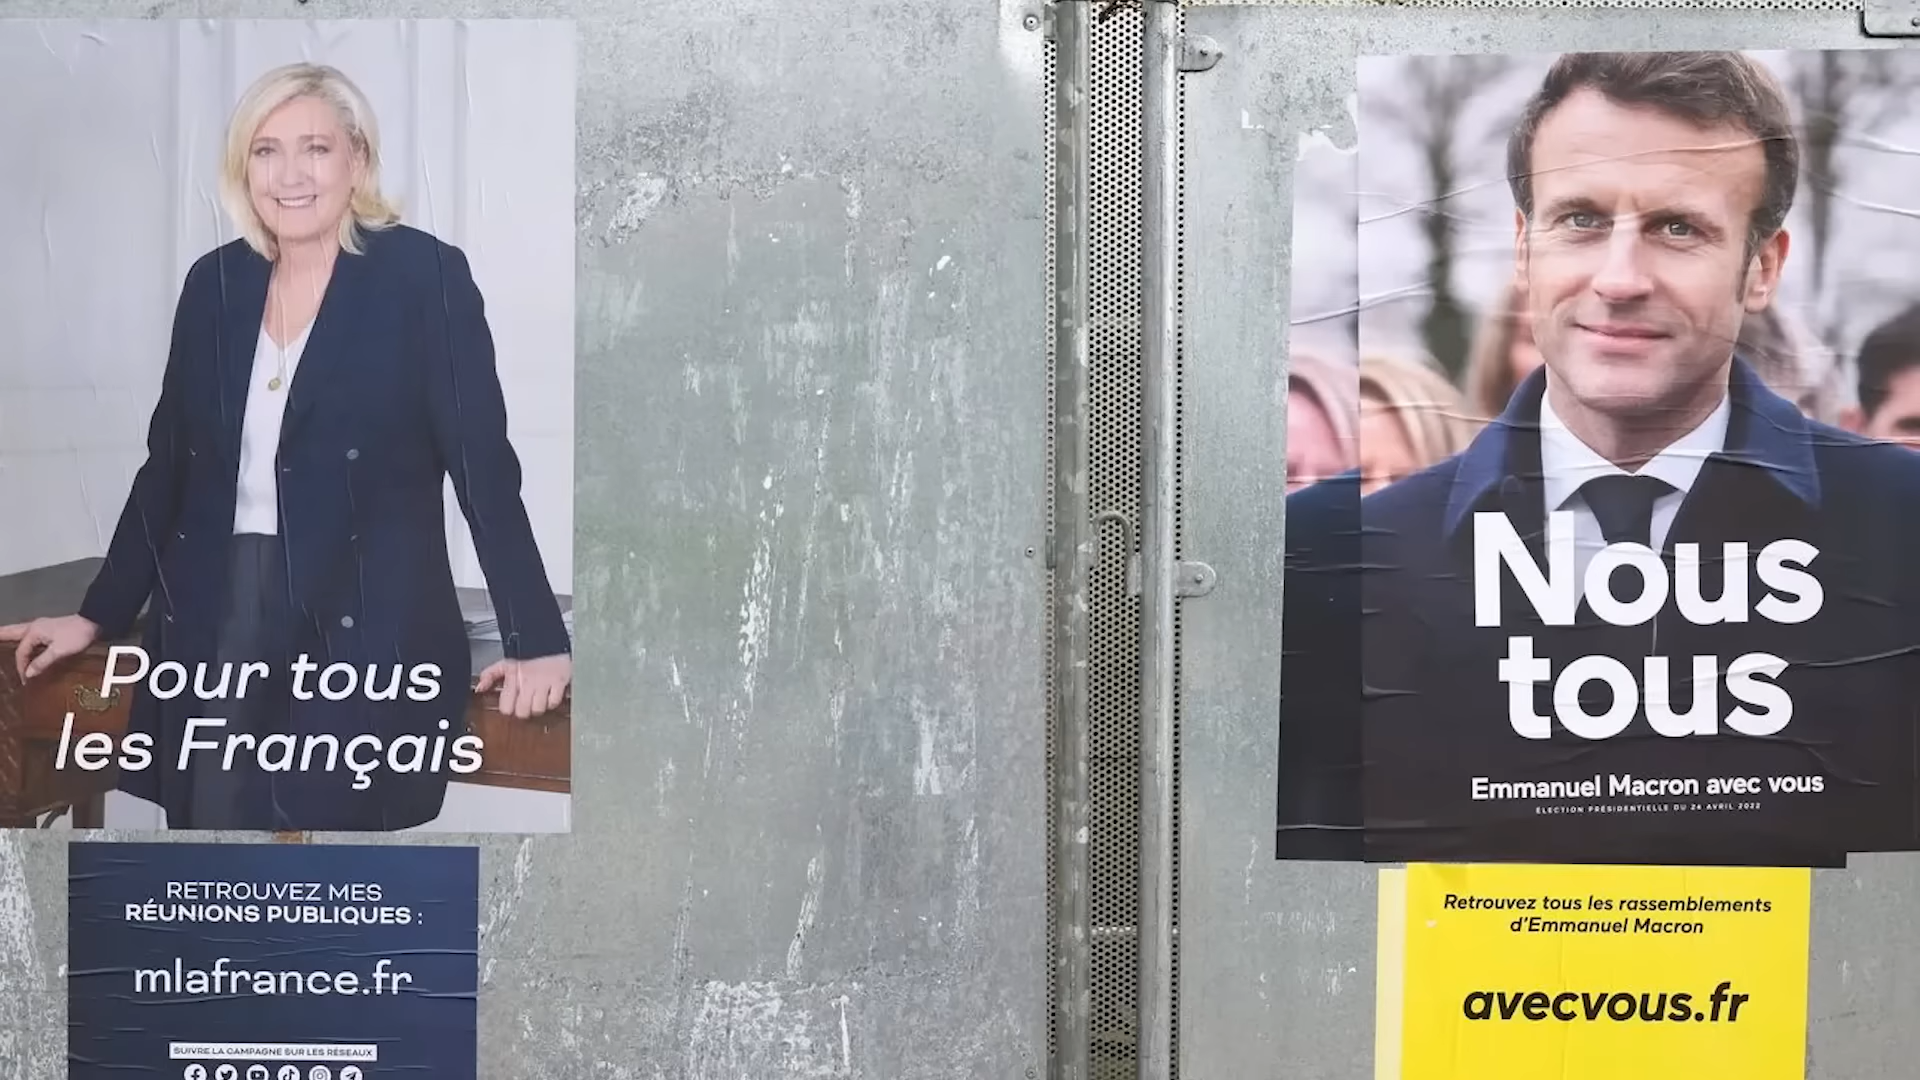 Pour tous
les Français
RETROUVEZ MES
RÉUNIONS PUBLIQUES :
mlafrance.fr
SUIVRE LA CAMPAGNE SUR LES RÉSEAUX
Nous
tous
Emmanuel Macron avec vous
ÉLECTION PRÉSIDENTIELLE DU 24 AVRIL 2022
Retrouvez tous les rassemblements
d'Emmanuel Macron
avecvous.fr